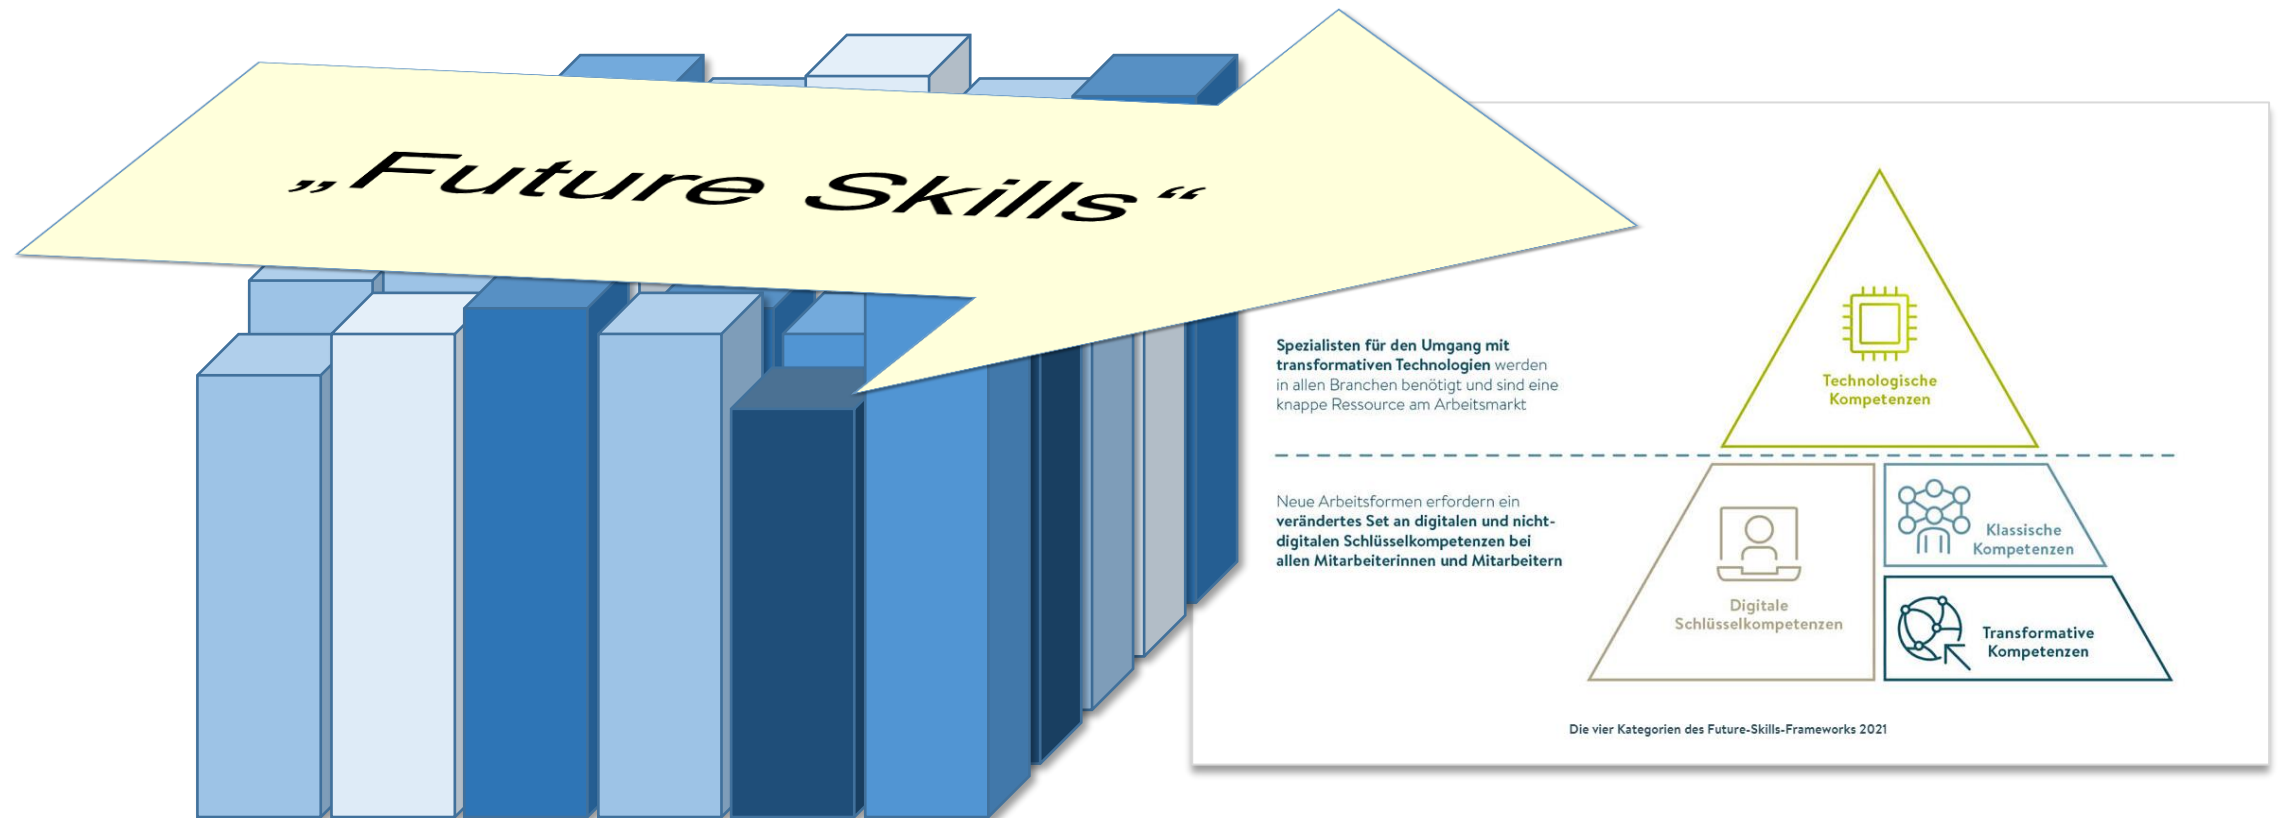 „Future Skills“
Spezialisten für den Umgang mit
transformativen Technologien werden
in allen Branchen benötigt und sind eine
knappe Ressource am Arbeitsmarkt
Technologische
Kompetenzen
Neue Arbeitsformen erfordern ein
verändertes Set an digitalen und nicht-
digitalen Schlüsselkompetenzen bei
allen Mitarbeiterinnen und Mitarbeitern
Digitale
Schlüsselkompetenzen
Klassische
Kompetenzen
Transformative
Kompetenzen
Die vier Kategorien des Future-Skills-Frameworks 2021